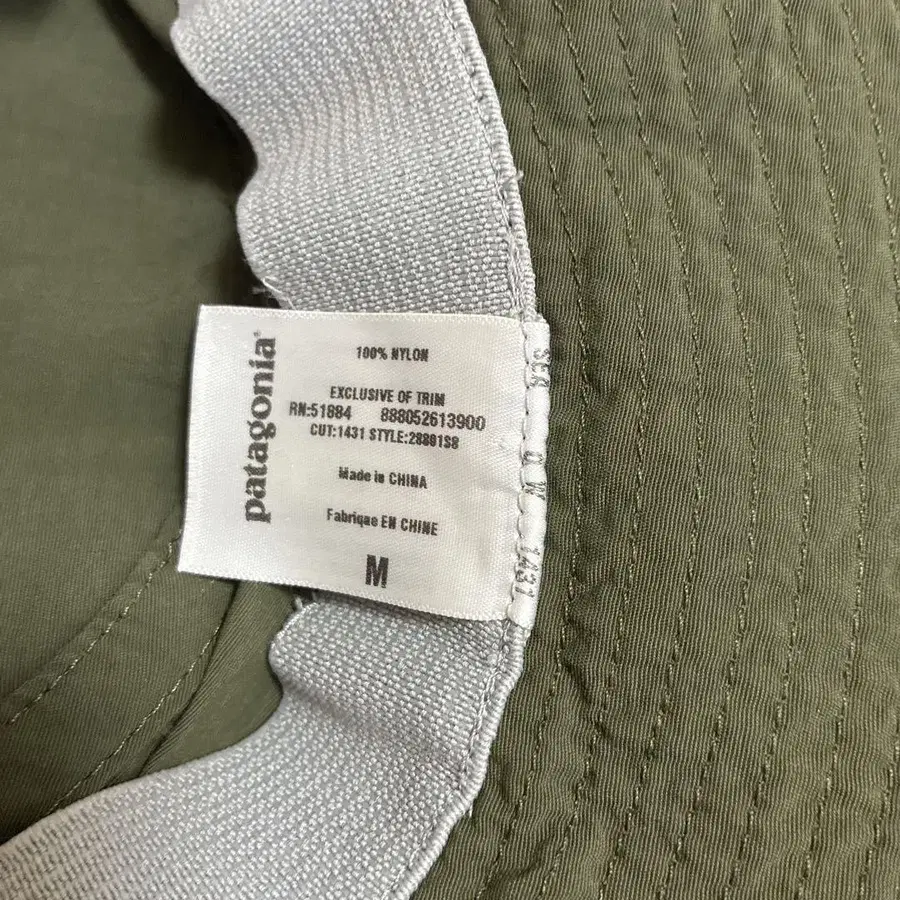 patagonia®
100% NYLON
EXCLUSIVE OF TRIM
RN:51884 888052613900
CUT:1431 STYLE:28801S8
Made in CHINA
Fabrique EN CHINE
M
1431